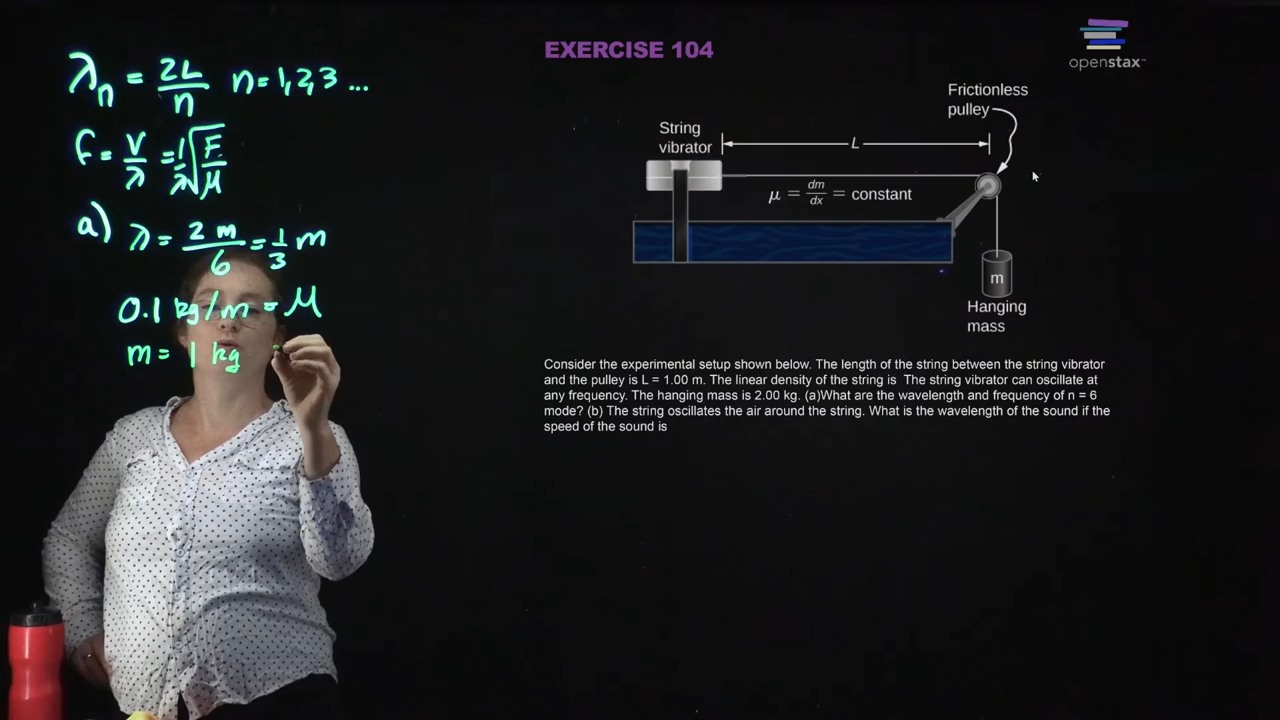 λₙ = 2L/n n=1,2,3 ...
f = v/λ = 1/λ √(F/μ)
a) λ = 2 m/6 = 1/3 m
0.1 kg/m = μ
m = 1 kg
EXERCISE 104
openstax™
Frictionless
pulley
String
vibrator
L
μ = dm/dx = constant
m
Hanging
mass
Consider the experimental setup shown below. The length of the string between the string vibrator
and the pulley is L = 1.00 m. The linear density of the string is The string vibrator can oscillate at
any frequency. The hanging mass is 2.00 kg. (a)What are the wavelength and frequency of n = 6
mode? (b) The string oscillates the air around the string. What is the wavelength of the sound if the
speed of the sound is